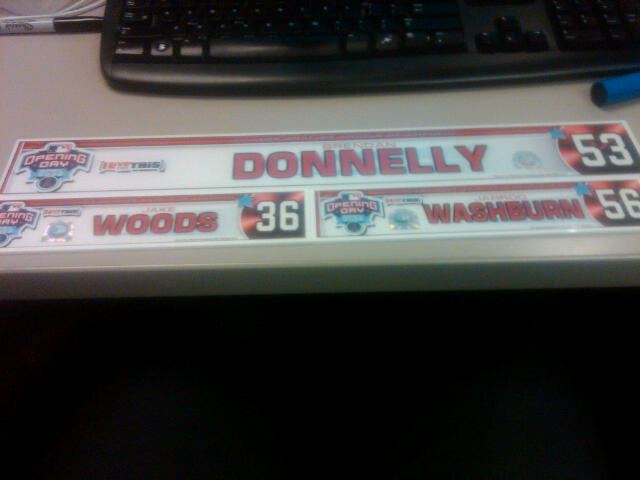 OPENING DAY
BRENDAN
DONNELLY
53
OPENING DAY
JAKE
WOODS
36
OPENING DAY
JARROD
WASHBURN
56